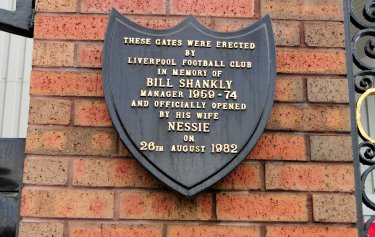 THESE GATES WERE ERECTED
BY
LIVERPOOL FOOTBALL CLUB
IN MEMORY OF
BILL SHANKLY
MANAGER 1959-74
AND OFFICIALLY OPENED
BY HIS WIFE
NESSIE
ON
26TH AUGUST 1982